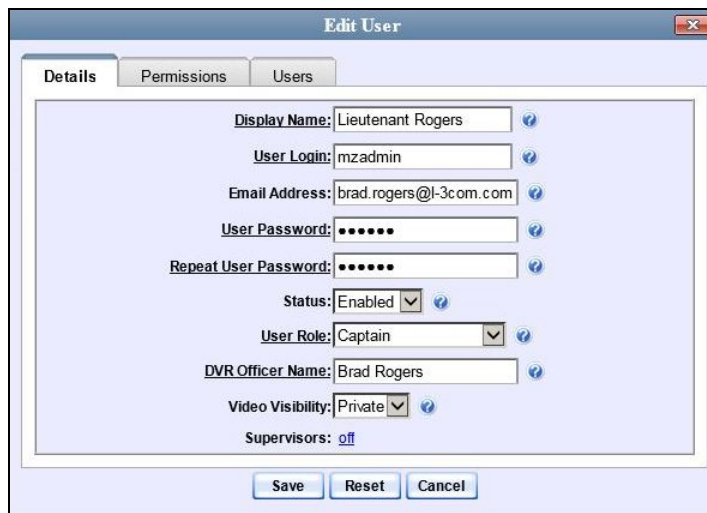 Edit User
Details Permissions Users
Display Name: Lieutenant Rogers
User Login: mzadmin
Email Address: brad.rogers@l-3com.com
User Password: ●●●●●●
Repeat User Password: ●●●●●●
Status: Enabled
User Role: Captain
DVR Officer Name: Brad Rogers
Video Visibility: Private
Supervisors: off
Save Reset Cancel